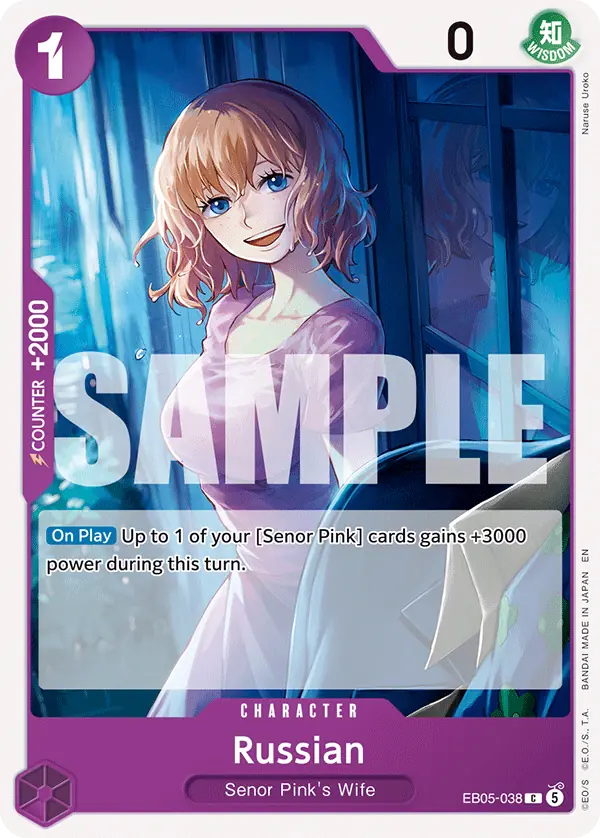 1
0
知
WISDOM
Naruse Uroko
COUNTER +2000
SAMPLE
On Play Up to 1 of your [Senor Pink] cards gains +3000
power during this turn.
CHARACTER
Russian
Senor Pink's Wife
EB05-038 C 5
©EO/S ©E.O./S., T.A. BANDAI MADE IN JAPAN EN